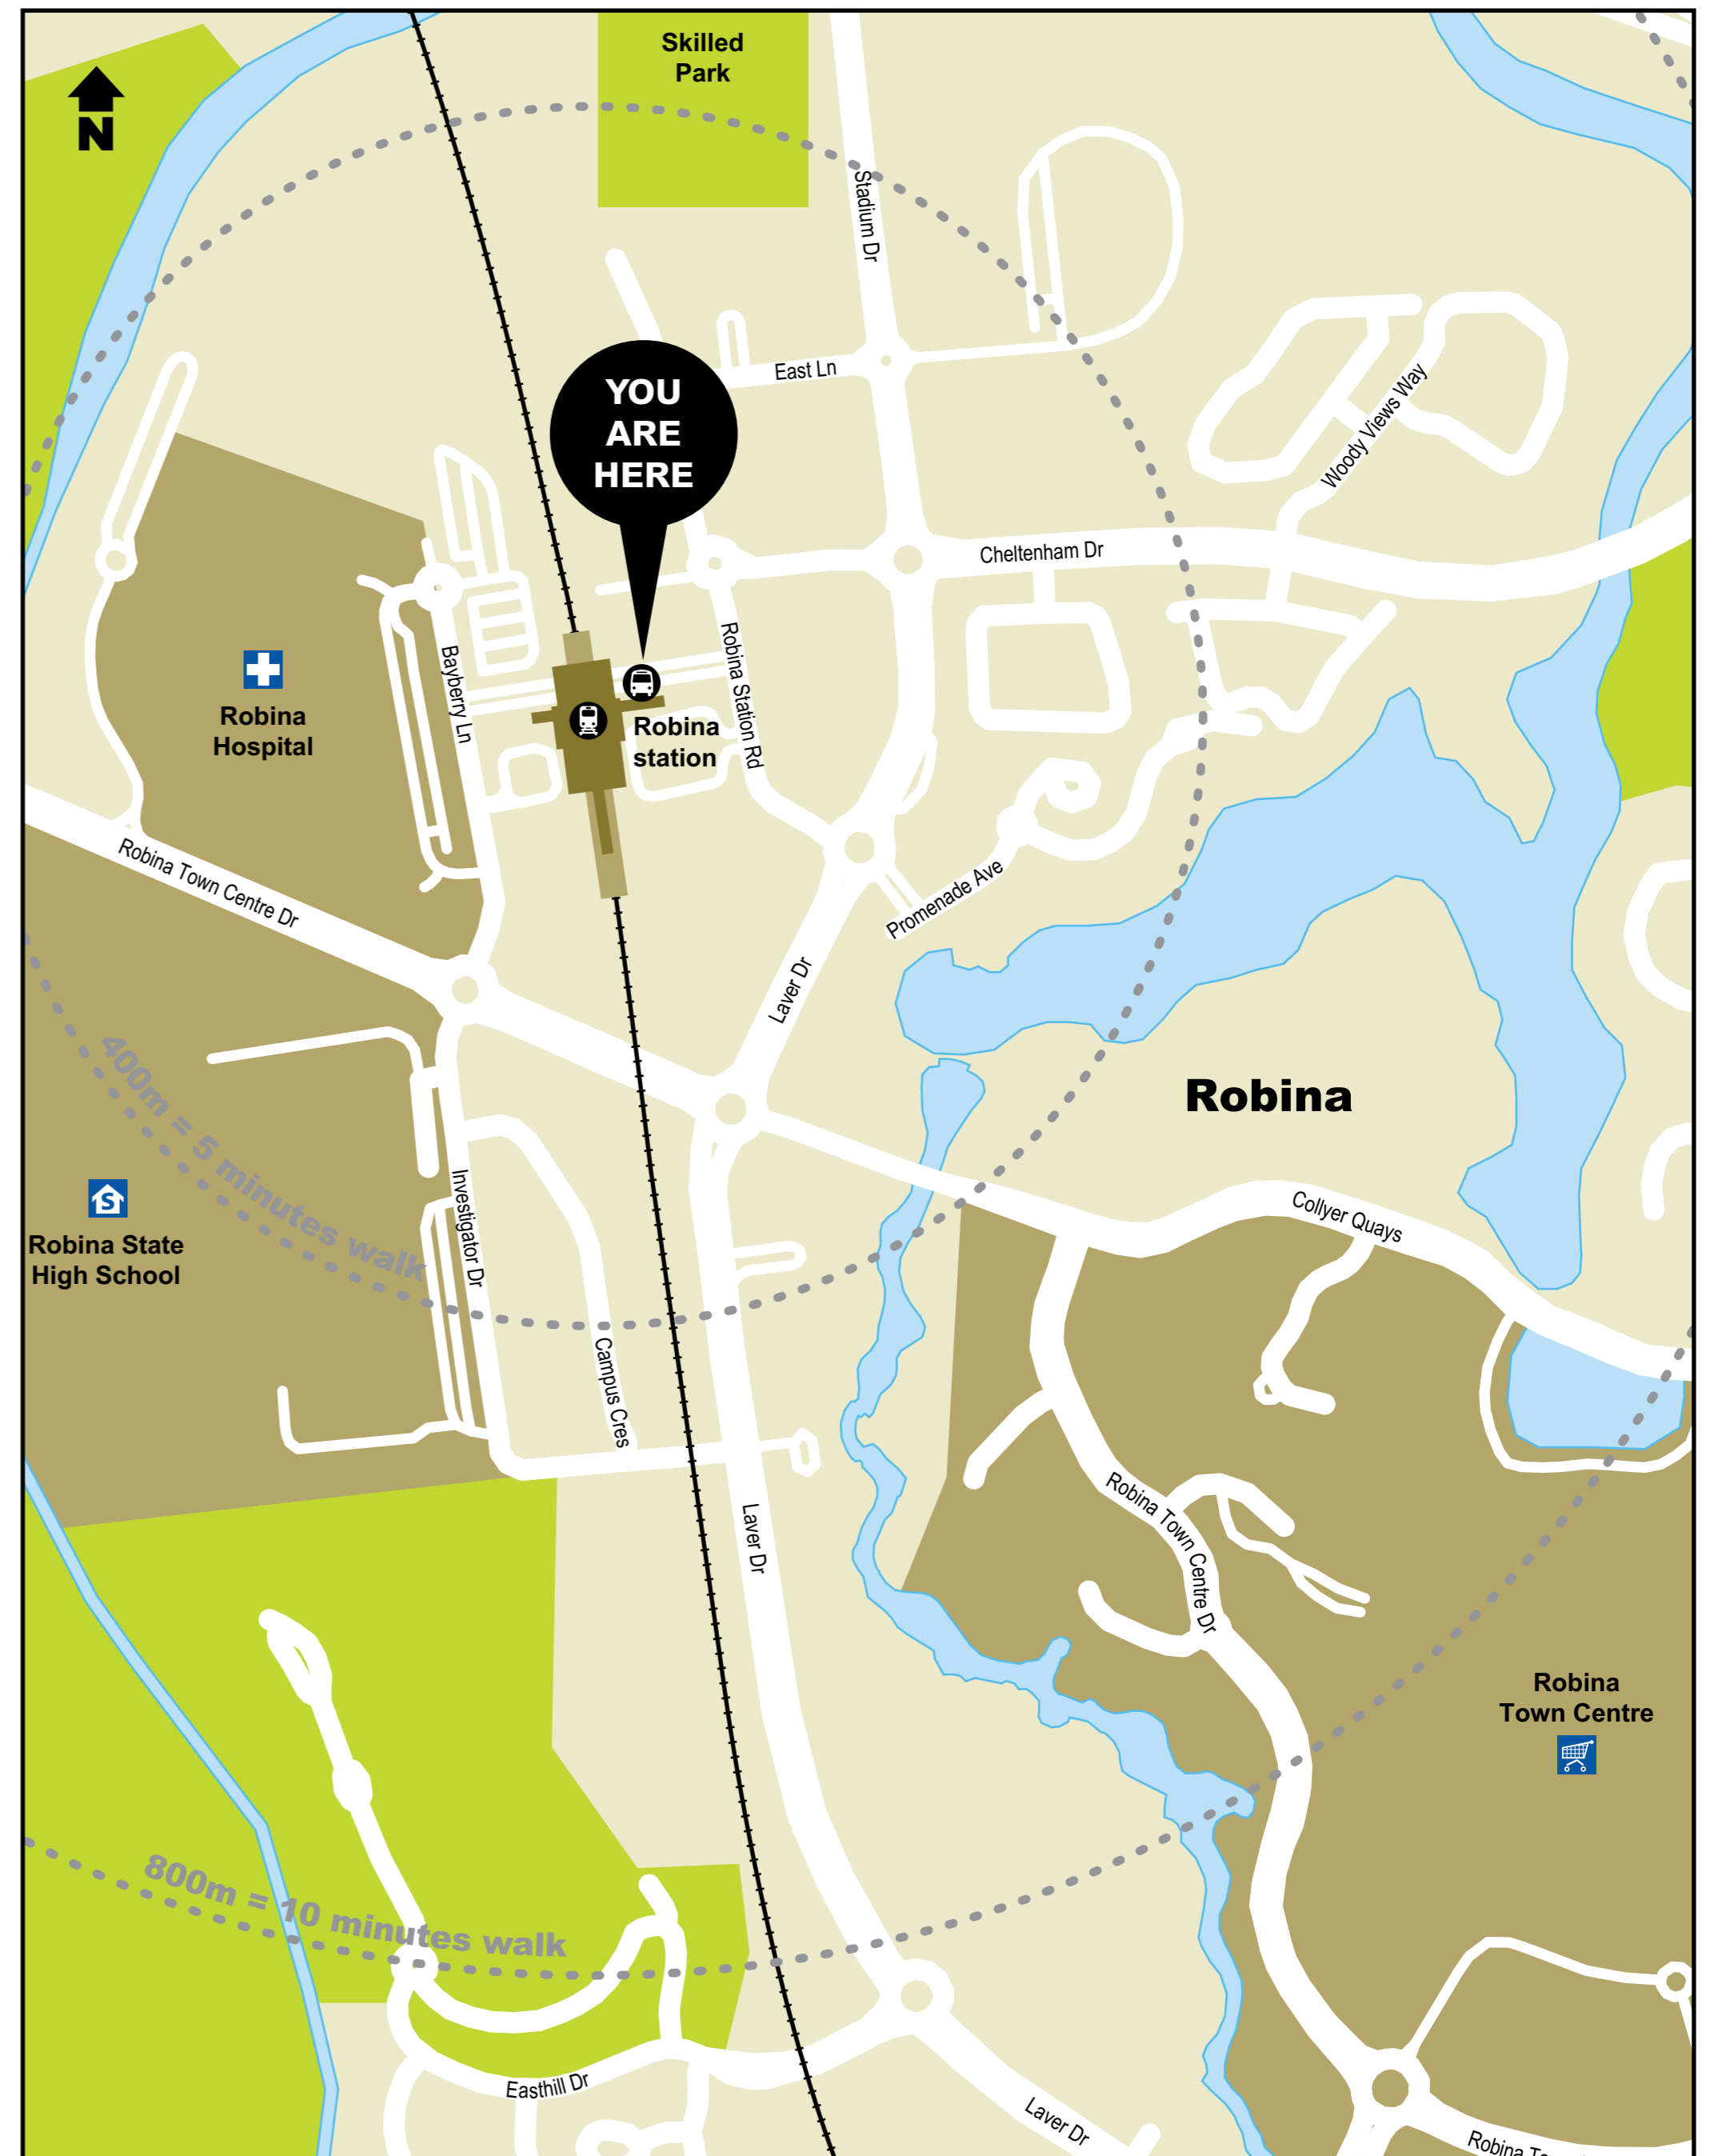 Skilled
Park
N
Stadium Dr
East Ln
YOU
ARE
HERE
Woody Views Way
Cheltenham Dr
Robina Station Rd
Bayberry Ln
Robina
Hospital
Robina
station
Robina Town Centre Dr
Promenade Ave
Laver Dr
400m = 5 minutes walk
Robina
Investigator Dr
S
Robina State
High School
Collyer Quays
Campus Cres
Robina Town Centre Dr
Laver Dr
Robina
Town Centre
800m = 10 minutes walk
Easthill Dr
Laver Dr
Robina